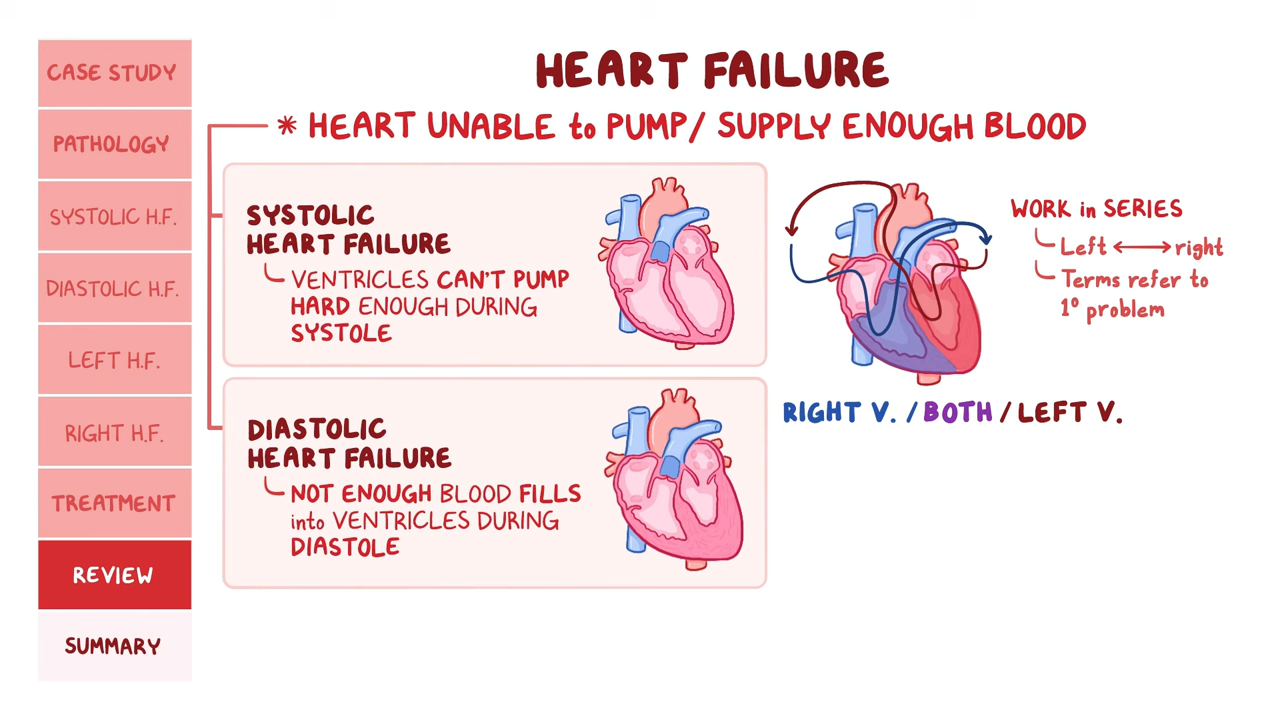 CASE STUDY
PATHOLOGY
SYSTOLIC H.F.
DIASTOLIC H.F.
LEFT H.F.
RIGHT H.F.
TREATMENT
REVIEW
SUMMARY
HEART FAILURE
* HEART UNABLE to PUMP/ SUPPLY ENOUGH BLOOD
SYSTOLIC
HEART FAILURE
VENTRICLES CAN'T PUMP
HARD ENOUGH DURING
SYSTOLE
DIASTOLIC
HEART FAILURE
NOT ENOUGH BLOOD FILLS
into VENTRICLES DURING
DIASTOLE
WORK in SERIES
Left ⟷ right
Terms refer to
1° problem
RIGHT V. / BOTH / LEFT V.